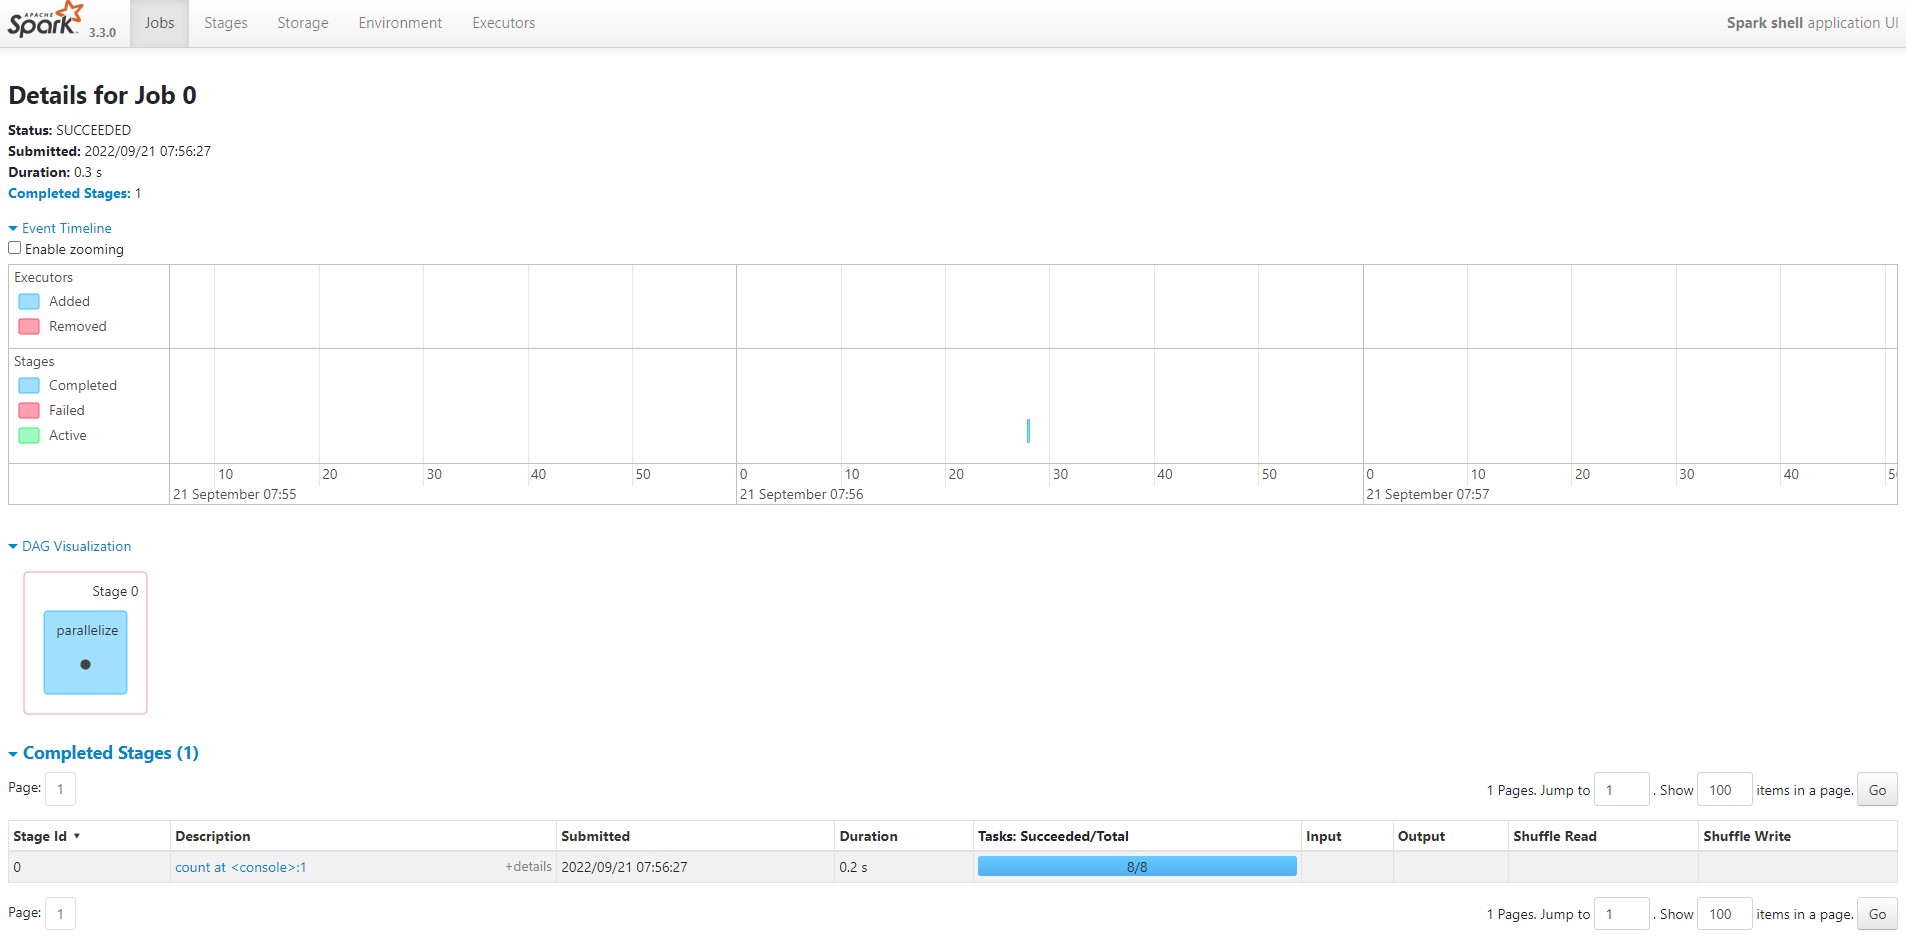 APACHE
Spark 3.3.0 Jobs Stages Storage Environment Executors Spark shell application UI
Details for Job 0
Status: SUCCEEDED
Submitted: 2022/09/21 07:56:27
Duration: 0.3 s
Completed Stages: 1
Event Timeline
Enable zooming
Executors
Added
Removed
Stages
Completed
Failed
Active
10 20 30 40 50 0 10 20 30 40 50 0 10 20 30 40 5
21 September 07:55 21 September 07:56 21 September 07:57
DAG Visualization
Stage 0
parallelize
Completed Stages (1)
Page: 1 1 Pages. Jump to 1 . Show 100 items in a page. Go
Stage Id ▾ Description Submitted Duration Tasks: Succeeded/Total Input Output Shuffle Read Shuffle Write
0 count at <console>:1 +details 2022/09/21 07:56:27 0.2 s 8/8
Page: 1 1 Pages. Jump to 1 . Show 100 items in a page. Go